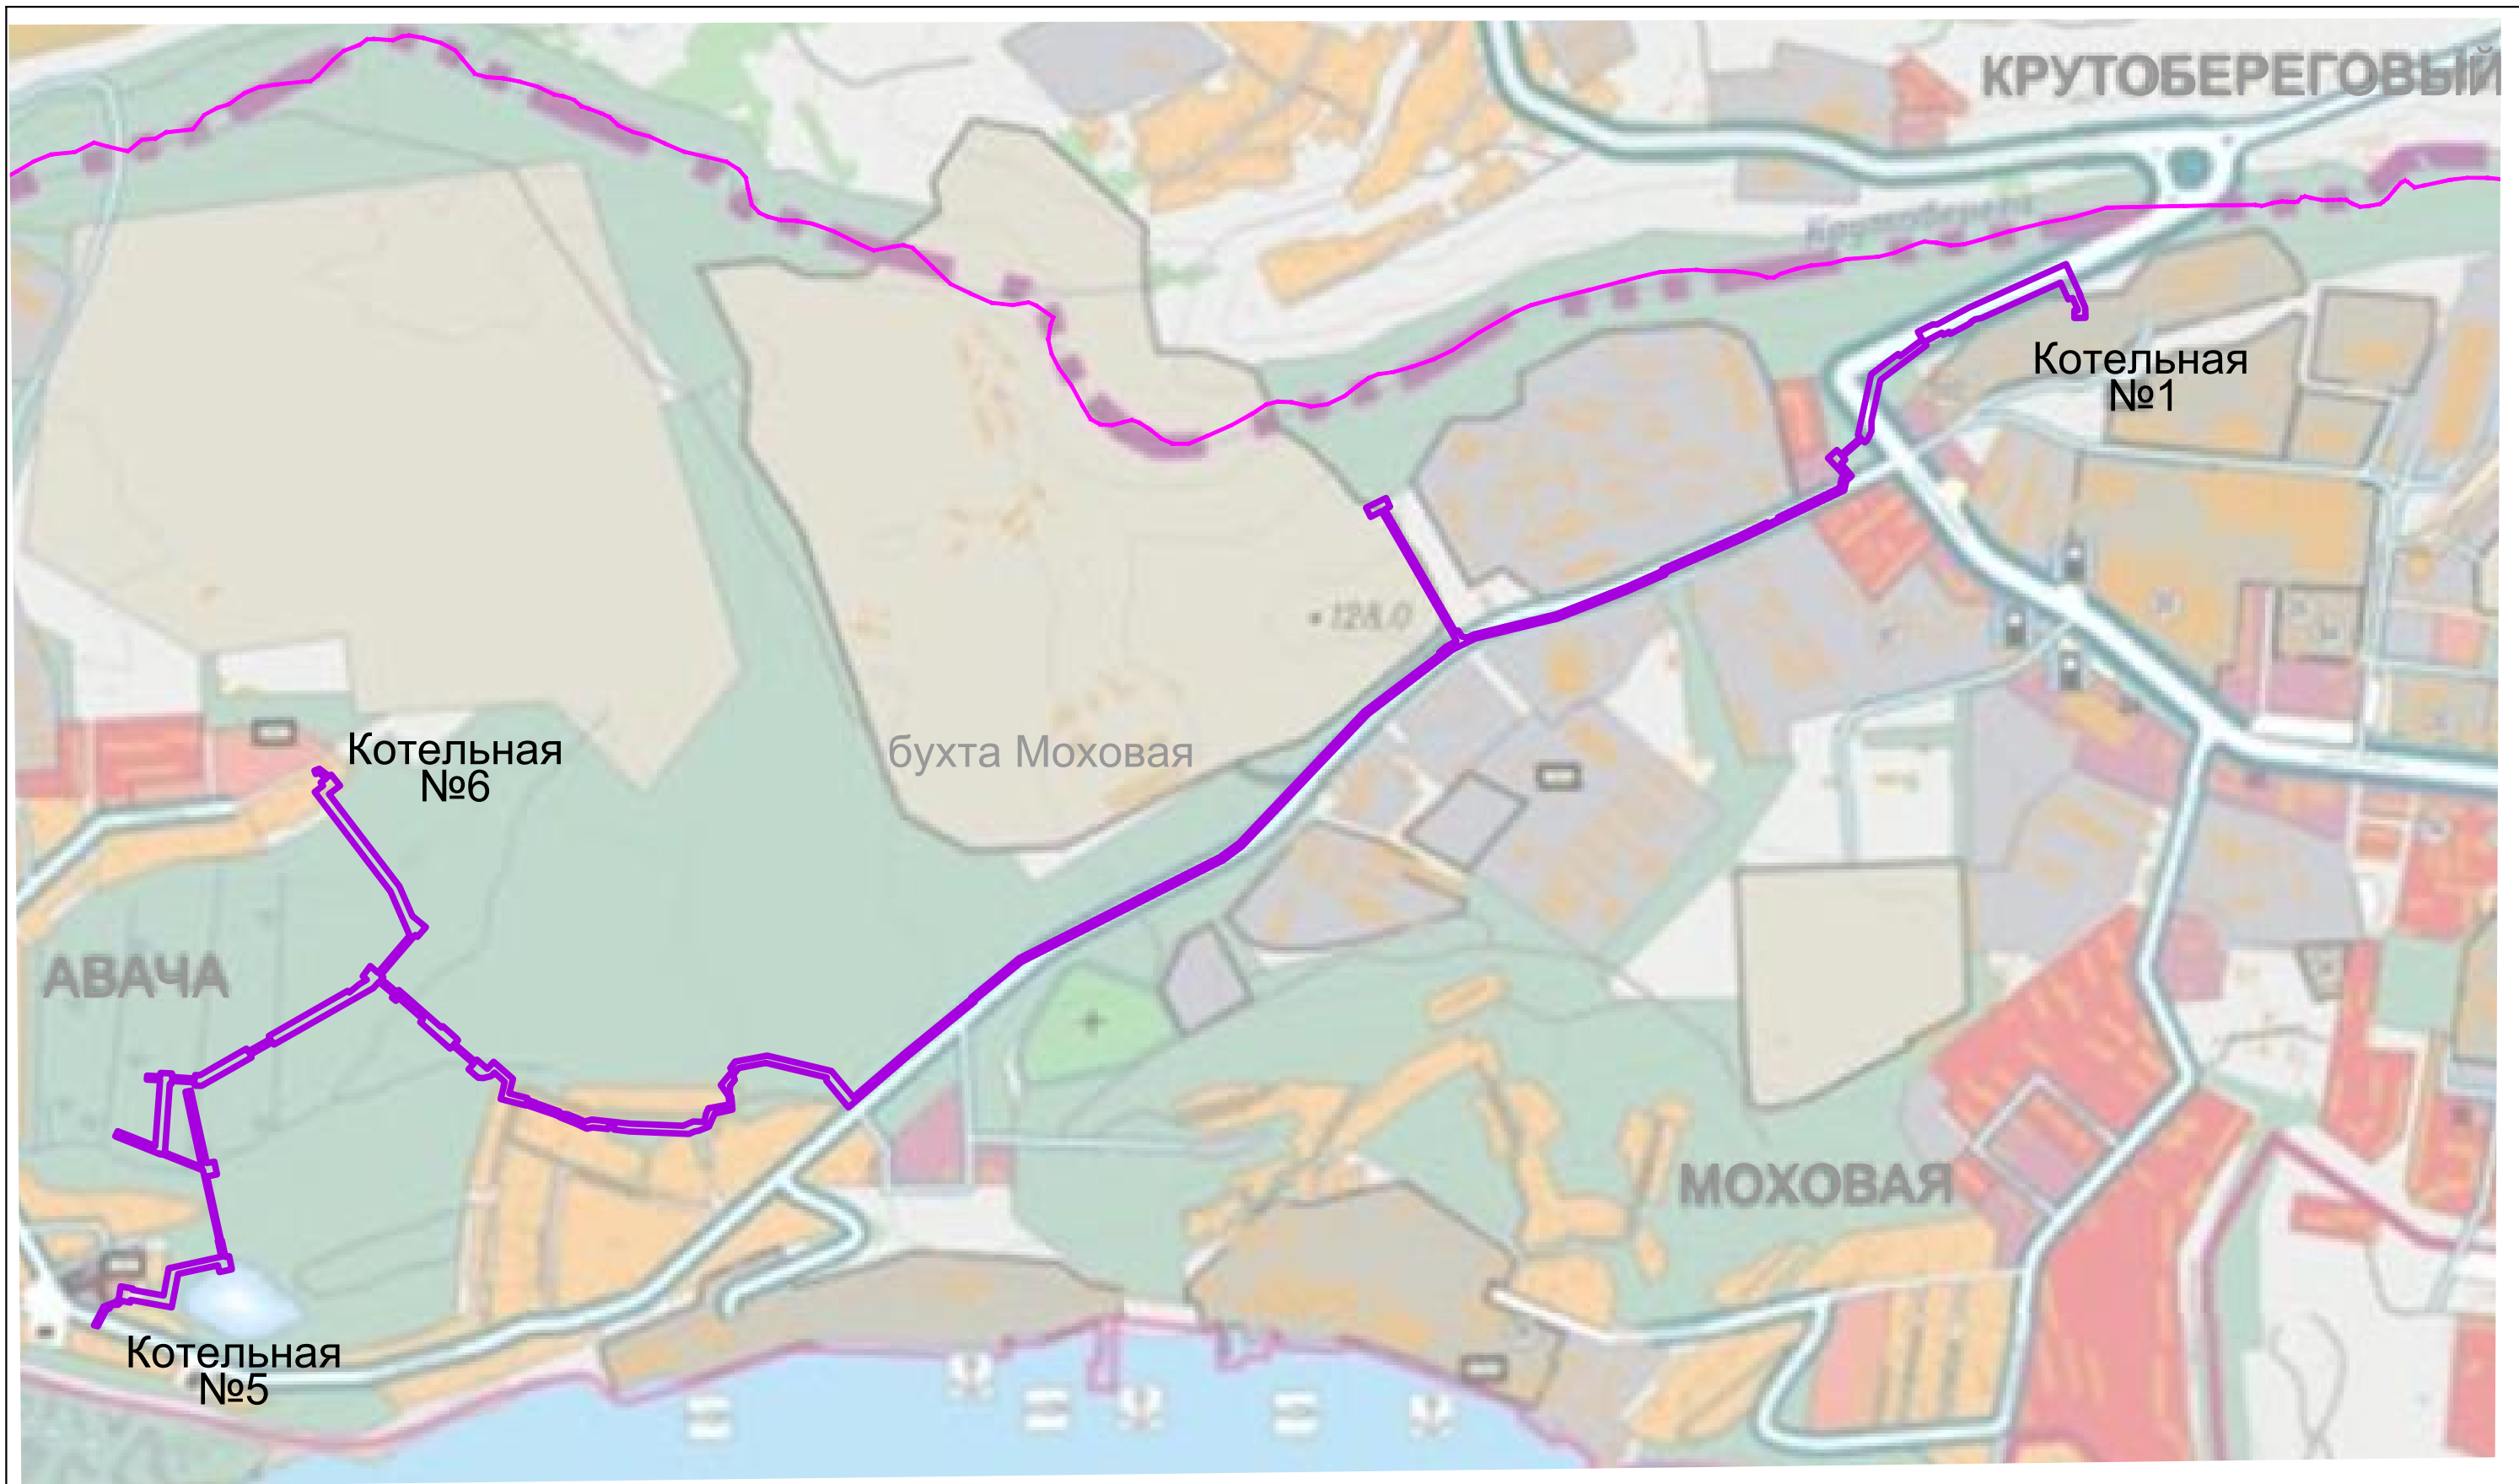 КРУТОБЕРЕГОВЫЙ
Котельная
№1
128.0
Котельная
№6
бухта Моховая
АВАЧА
МОХОВАЯ
Котельная
№5